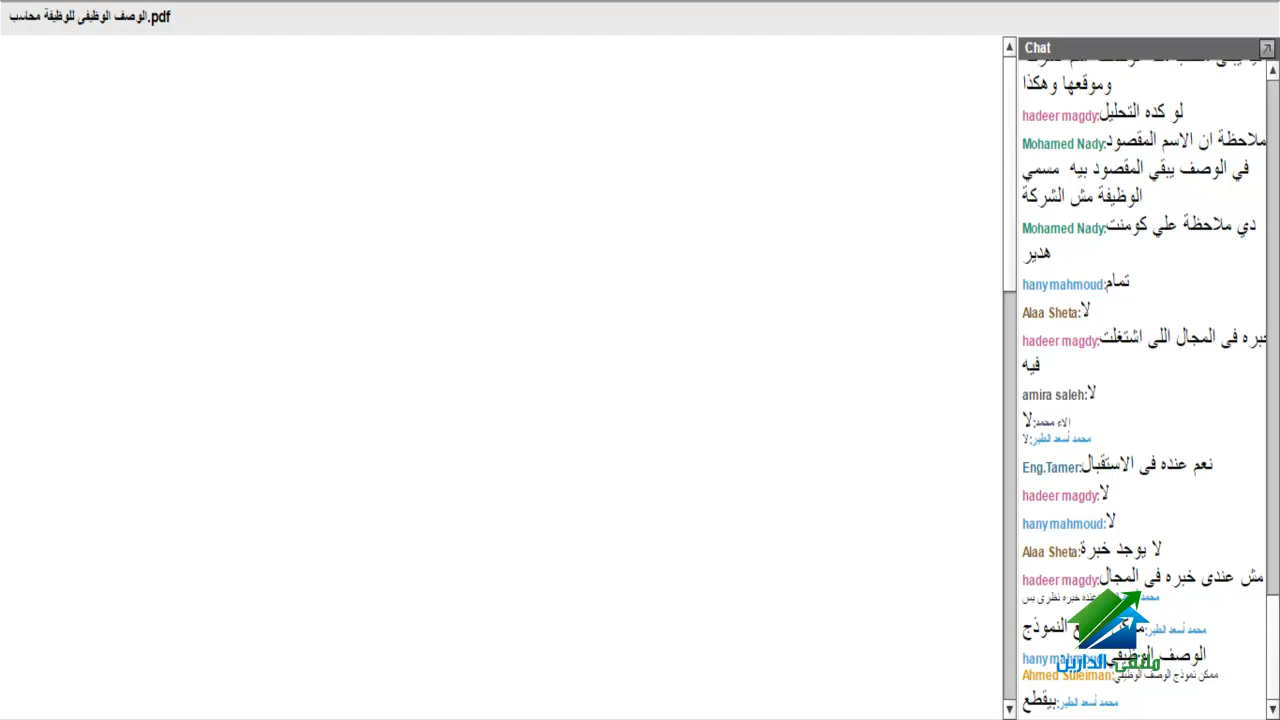 الوصف الوظيفى للوظيفة محاسب.pdf
Chat
وموقعها وهكذا
hadeer magdy:لو كده التحليل
Mohamed Nady:ملاحظة ان الاسم المقصود
في الوصف يبقي المقصود بيه مسمي
الوظيفة مش الشركة
Mohamed Nady:دي ملاحظة علي كومنت
هدير
hany mahmoud:تمام
Alaa Sheta:لا
hadeer magdy:خبره فى المجال اللى اشتغلت
فيه
amira saleh:لا
الاء محمد:لا
محمد أسعد الطير:لا
Eng.Tamer:نعم عنده فى الاستقبال
hadeer magdy:لا
hany mahmoud:لا
Alaa Sheta:لا يوجد خبرة
hadeer magdy:مش عندى خبره فى المجال
محمد عنده خبره نظرى بس
محمد أسعد الطير: النموذج
hany mahmoud:الوصف الوظيفي
ملتقى الدارين
Ahmed Suleiman:ممكن نموذج الوصف الوظيفي
محمد أسعد الطير:بيقطع